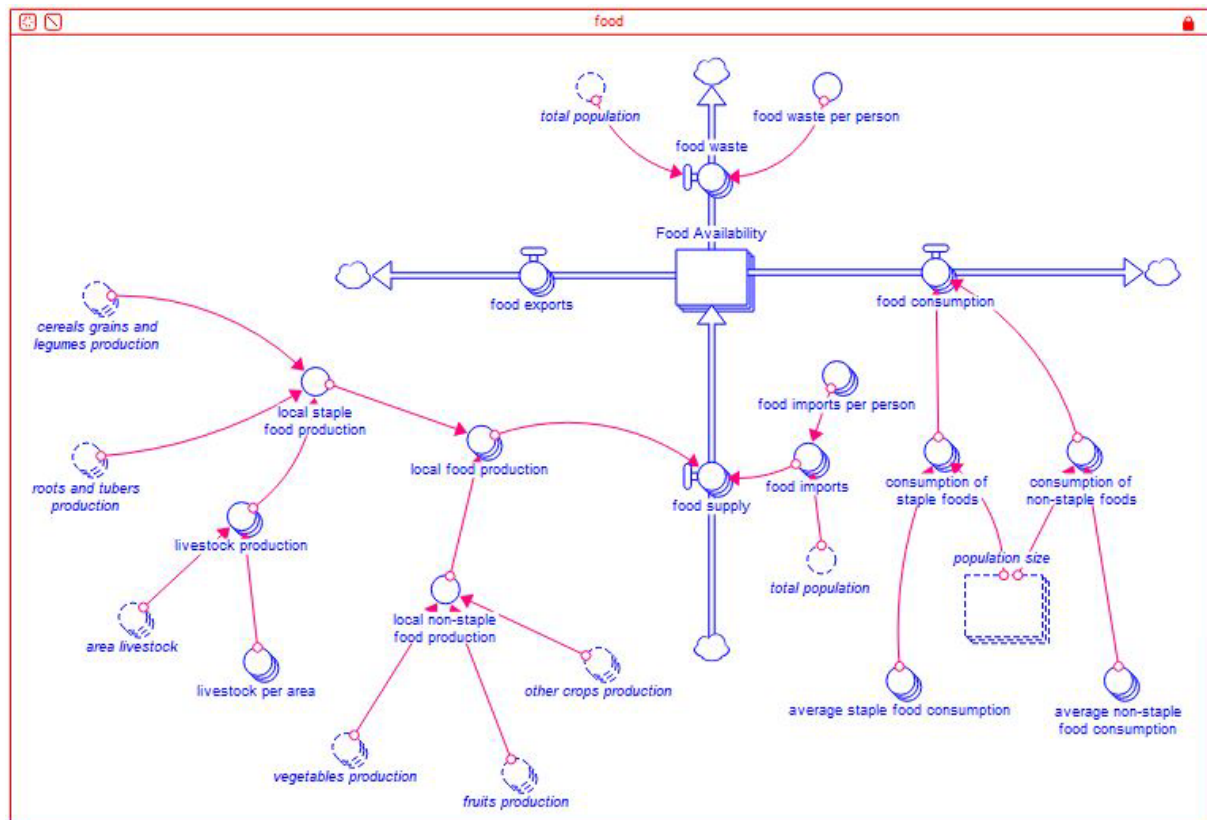 food
total population
food waste per person
food waste
Food Availability
food exports
food consumption
cereals grains and
legumes production
local staple
food production
food imports per person
local food production
roots and tubers
production
food supply
food imports
consumption of
staple foods
consumption of
non-staple foods
livestock production
population size
total population
local non-staple
food production
area livestock
livestock per area
other crops production
average staple food consumption
average non-staple
food consumption
vegetables production
fruits production